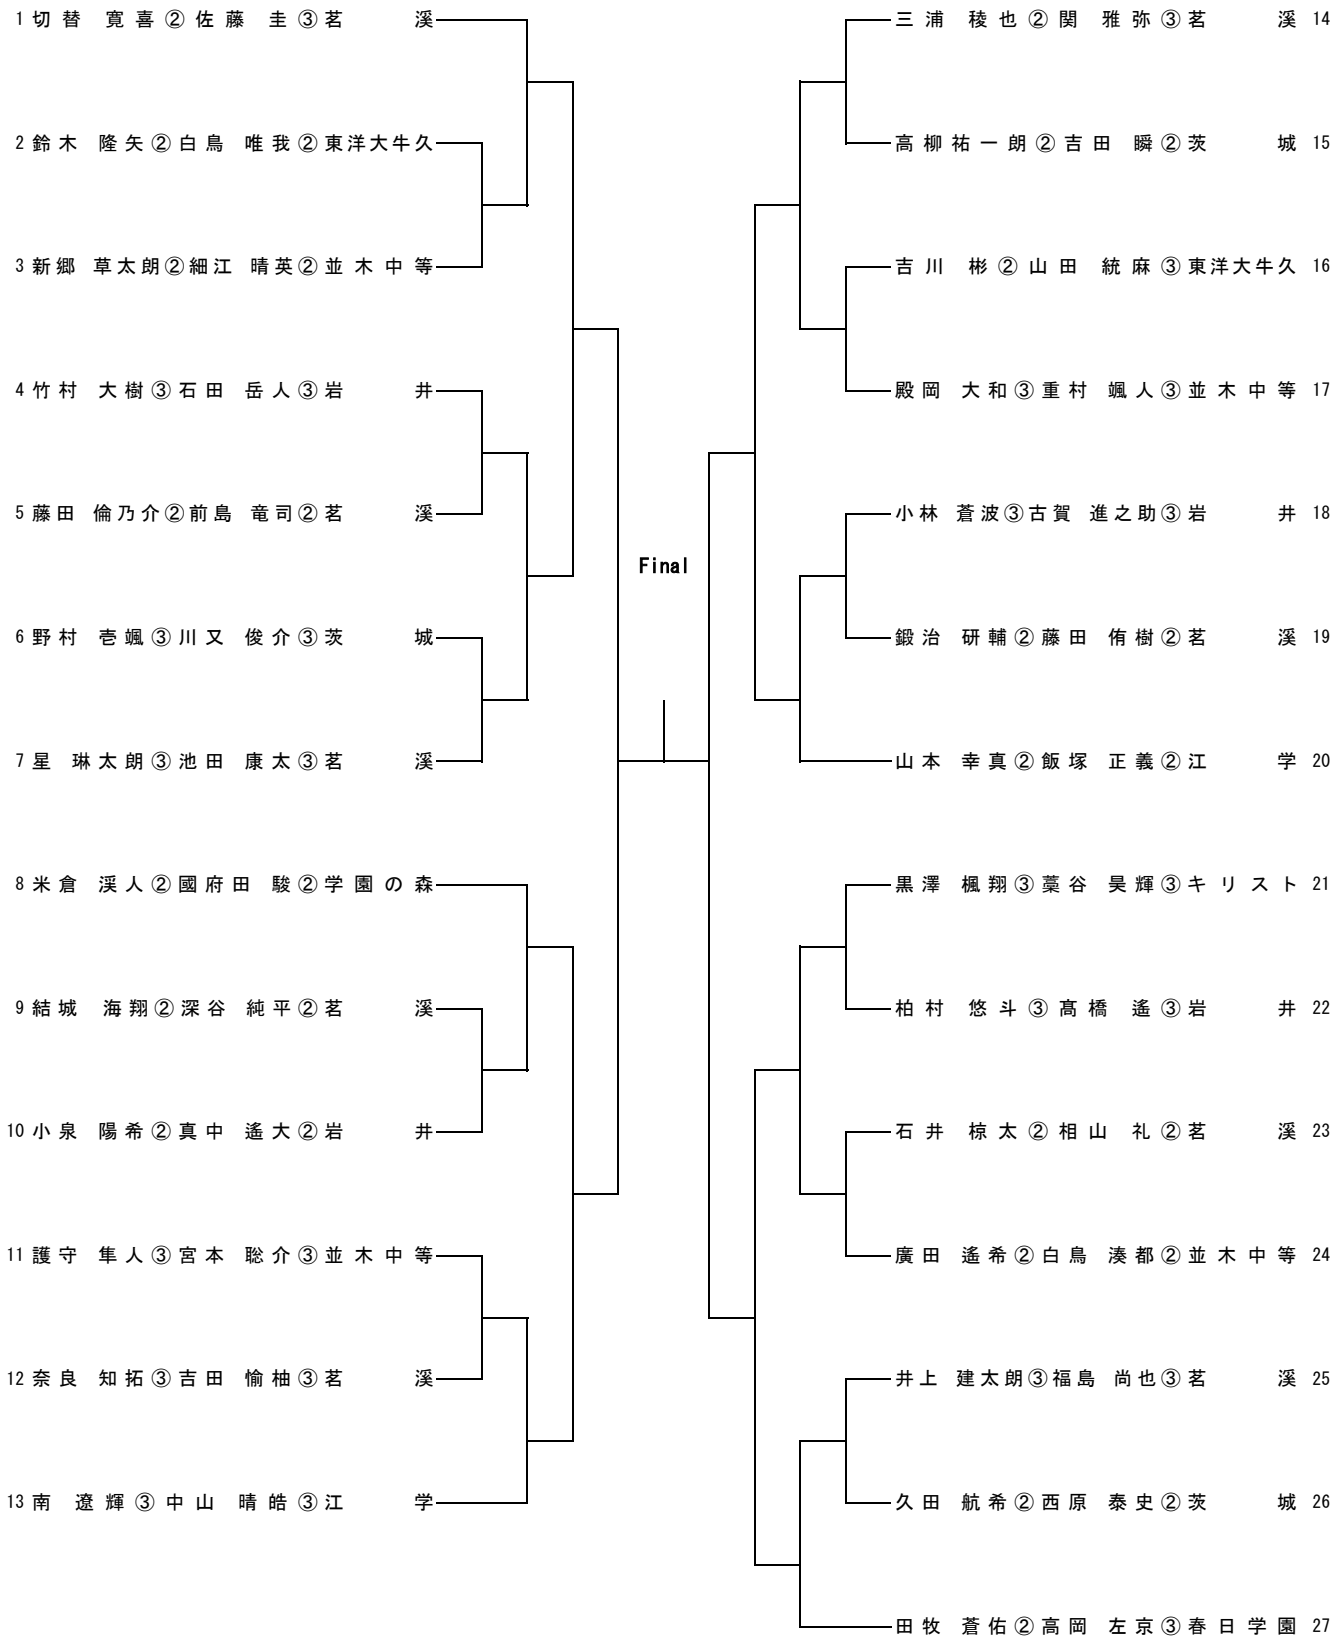 1 切替 寛喜② 佐藤 圭③ 茗溪
2 鈴木 隆矢② 白鳥 唯我② 東洋大牛久
3 新郷 草太朗② 細江 晴英② 並木中等
4 竹村 大樹③ 石田 岳人③ 岩井
5 藤田 倫乃介② 前島 竜司② 茗溪
6 野村 壱颯③ 川又 俊介③ 茨城
7 星 琳太朗③ 池田 康太③ 茗溪
8 米倉 渓人② 國府田 駿② 学園の森
9 結城 海翔② 深谷 純平② 茗溪
10 小泉 陽希② 真中 遙大② 岩井
11 護守 隼人③ 宮本 聡介③ 並木中等
12 奈良 知拓③ 吉田 愉柚③ 茗溪
13 南 遼輝③ 中山 晴皓③ 江学
Final
三浦 稜也② 関 雅弥③ 茗溪 14
高柳祐一朗② 吉田 瞬② 茨城 15
吉川 彬② 山田 統麻③ 東洋大牛久 16
殿岡 大和③ 重村 颯人③ 並木中等 17
小林 蒼波③ 古賀 進之助③ 岩井 18
鍛治 研輔② 藤田 侑樹② 茗溪 19
山本 幸真② 飯塚 正義② 江学 20
黒澤 楓翔③ 藁谷 昊輝③ キリスト 21
柏村 悠斗③ 髙橋 遙③ 岩井 22
石井 椋太② 相山 礼② 茗溪 23
廣田 遙希② 白鳥 湊都② 並木中等 24
井上 建太朗③ 福島 尚也③ 茗溪 25
久田 航希② 西原 泰史② 茨城 26
田牧 蒼佑② 高岡 左京③ 春日学園 27